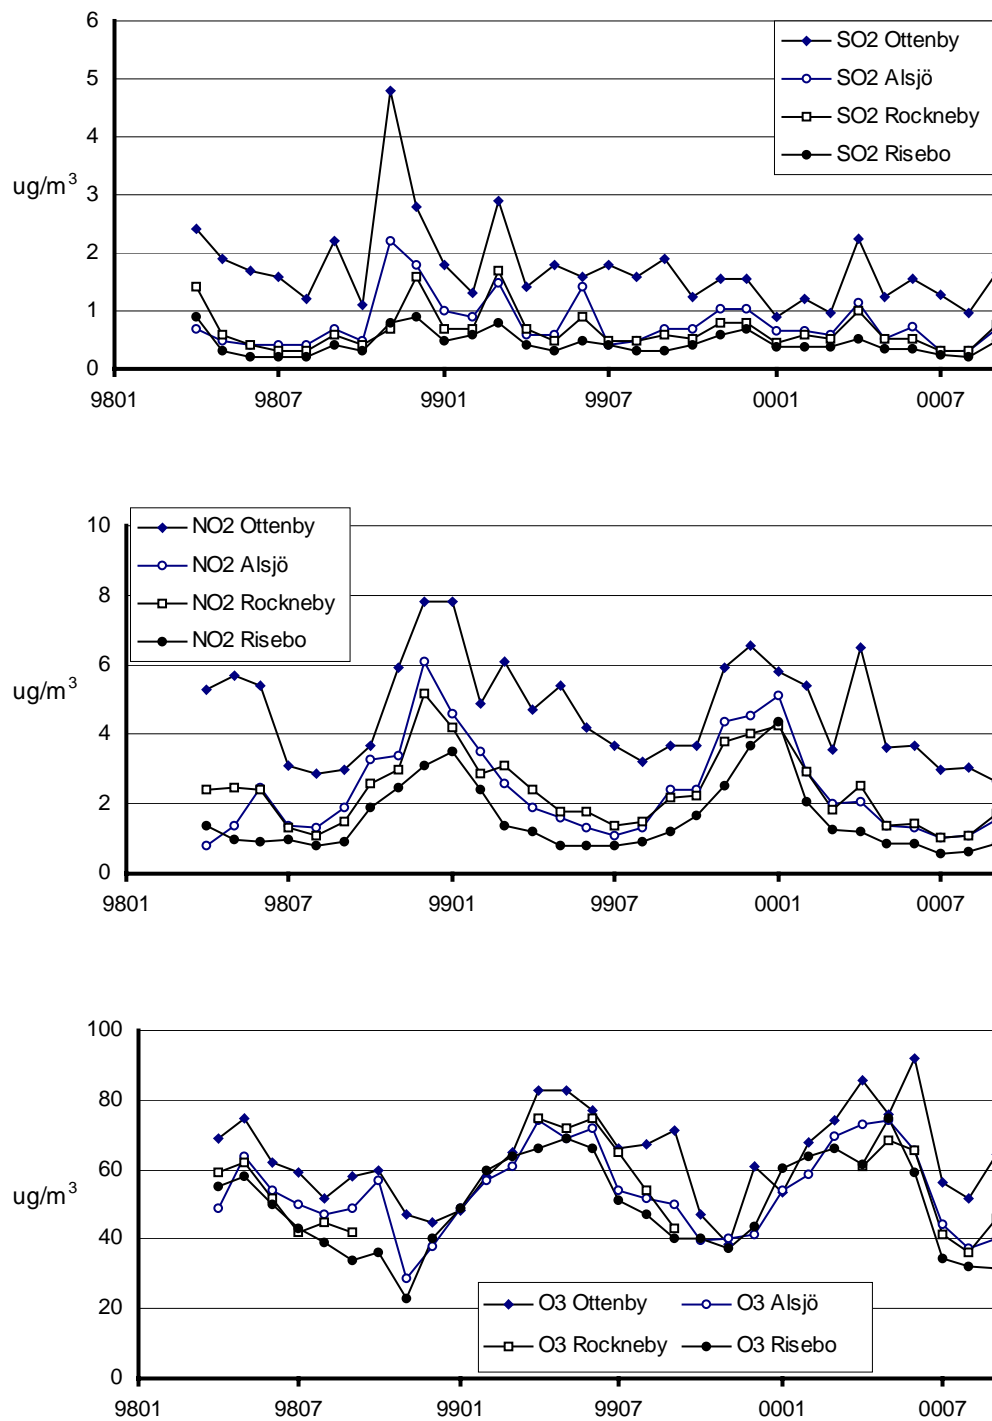 6
SO2 Ottenby
5
SO2 Alsjö
4
SO2 Rockneby
SO2 Risebo
ug/m³
3
2
1
0
9801 9807 9901 9907 0001 0007
10
NO2 Ottenby
NO2 Alsjö
8
NO2 Rockneby
NO2 Risebo
6
ug/m³
4
2
0
9801 9807 9901 9907 0001 0007
100
80
60
ug/m³
40
O3 Ottenby O3 Alsjö
20
O3 Rockneby O3 Risebo
0
9801 9807 9901 9907 0001 0007